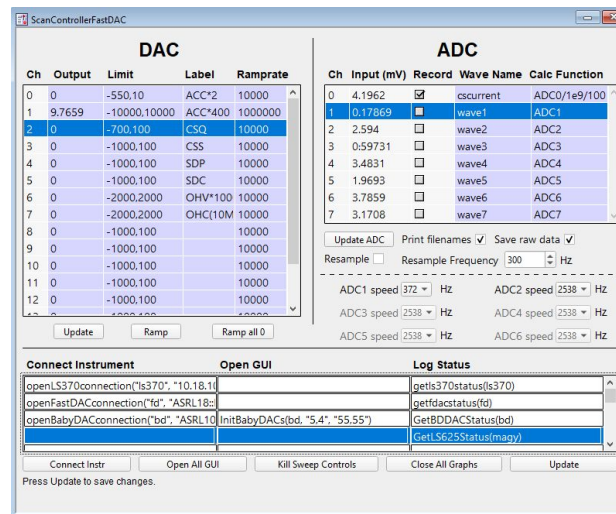 ScanControllerFastDAC
DAC
Ch Output Limit Label Ramprate
0 0 -550,10 ACC*2 10000
1 9.7659 -10000,10000 ACC*400 1000000
2 0 -700,100 CSQ 10000
3 0 -1000,100 CSS 10000
4 0 -1000,100 SDP 10000
5 0 -1000,100 SDC 10000
6 0 -2000,2000 OHV*100 10000
7 0 -2000,2000 OHC(10M 10000
8 0 -1000,100 10000
9 0 -1000,100 10000
10 0 -1000,100 10000
11 0 -1000,100 10000
12 0 -1000,100 10000
Update Ramp Ramp all 0
ADC
Ch Input (mV) Record Wave Name Calc Function
0 4.1962 cscurrent ADC0/1e9/100
1 0.17869 wave1 ADC1
2 2.594 wave2 ADC2
3 0.59731 wave3 ADC3
4 3.4831 wave4 ADC4
5 1.9693 wave5 ADC5
6 3.7859 wave6 ADC6
7 3.1708 wave7 ADC7
Update ADC Print filenames Save raw data
Resample Resample Frequency 300 Hz
ADC1 speed 372 Hz ADC2 speed 2538 Hz
ADC3 speed 2538 Hz ADC4 speed 2538 Hz
ADC5 speed 2538 Hz ADC6 speed 2538 Hz
Connect Instrument Open GUI Log Status
openLS370connection("ls370", "10.18.10 getls370status(ls370)
openFastDACconnection("fd", "ASRL18:: getfdacstatus(fd)
openBabyDACconnection("bd", "ASRL10 InitBabyDACs(bd, "5.4", "55,55") GetBDDACStatus(bd)
GetLS625Status(magy)
Connect Instr Open All GUI Kill Sweep Controls Close All Graphs Update
Press Update to save changes.